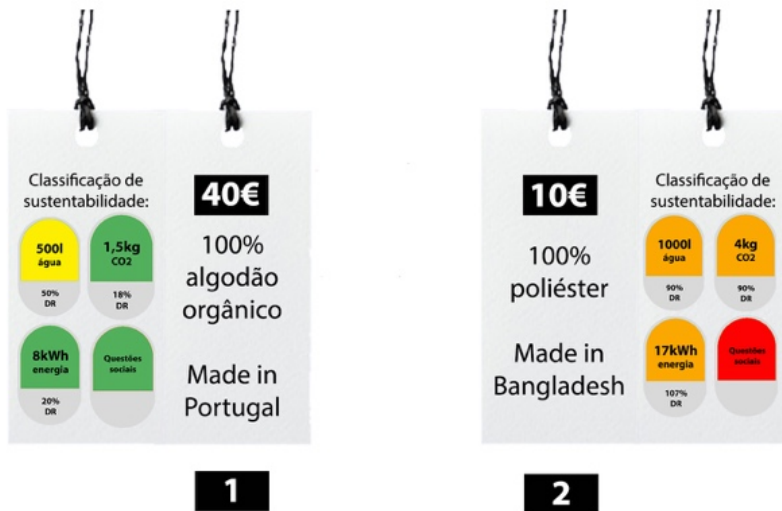 Classificação de
sustentabilidade:
500l
água
50%
DR
1,5kg
CO2
18%
DR
8kWh
energia
20%
DR
Questões
sociais
40€
100%
algodão
orgânico
Made in
Portugal
1
10€
100%
poliéster
Made in
Bangladesh
Classificação de
sustentabilidade:
1000l
água
90%
DR
4kg
CO2
90%
DR
17kWh
energia
107%
DR
Questões
sociais
2